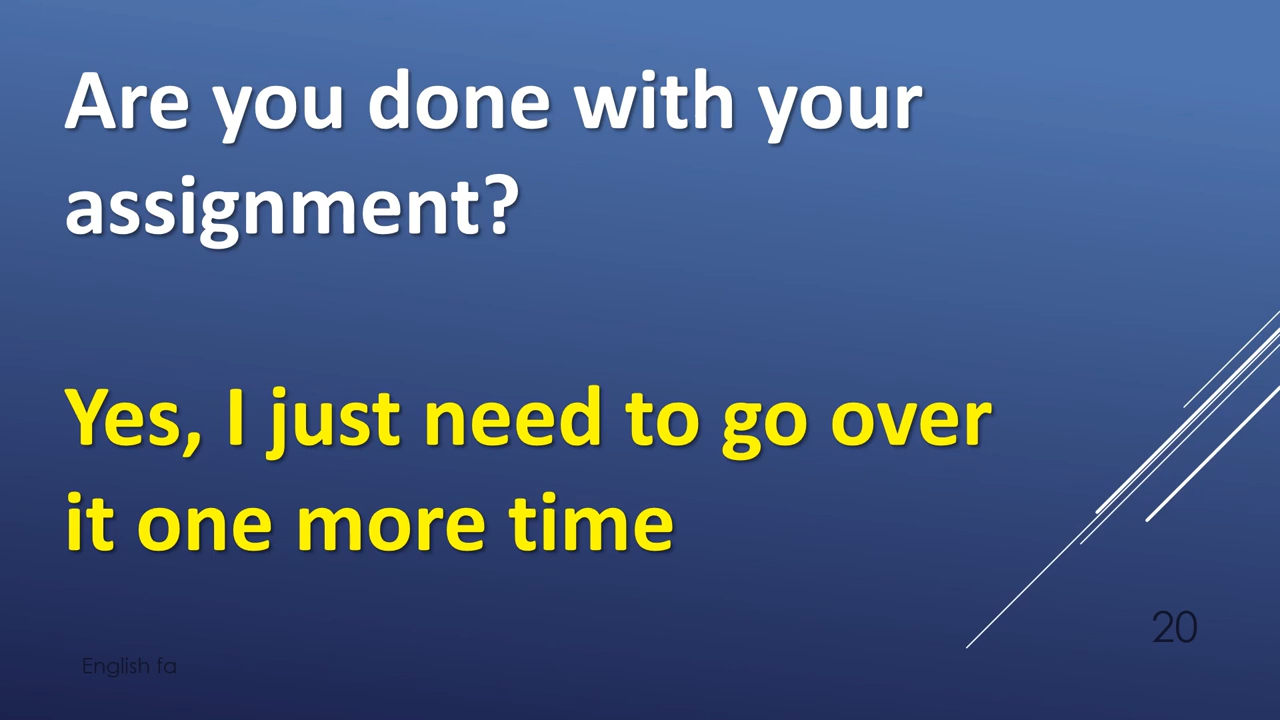 Are you done with your
assignment?
Yes, I just need to go over
it one more time
20
English fa